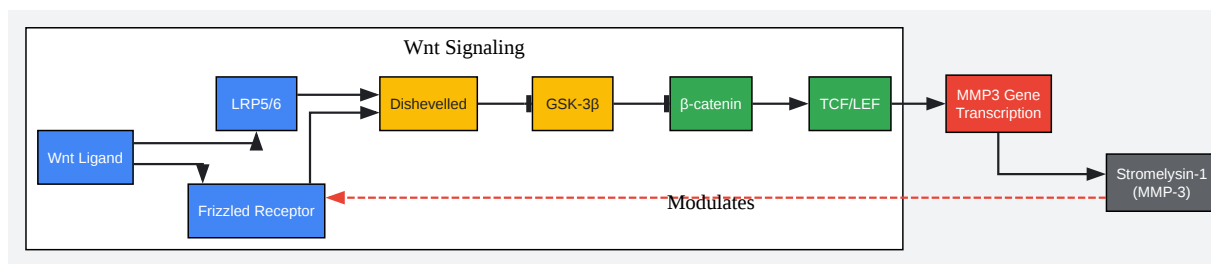 Wnt Signaling
LRP5/6
Dishevelled
GSK-3β
β-catenin
TCF/LEF
MMP3 Gene
Transcription
Wnt Ligand
Stromelysin-1
(MMP-3)
Frizzled Receptor
Modulates